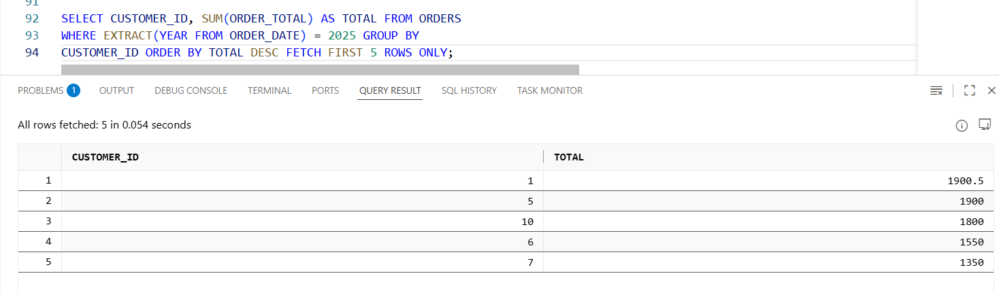 91
92 SELECT CUSTOMER_ID, SUM(ORDER_TOTAL) AS TOTAL FROM ORDERS
93 WHERE EXTRACT(YEAR FROM ORDER_DATE) = 2025 GROUP BY
94 CUSTOMER_ID ORDER BY TOTAL DESC FETCH FIRST 5 ROWS ONLY;
PROBLEMS 1 OUTPUT DEBUG CONSOLE TERMINAL PORTS QUERY RESULT SQL HISTORY TASK MONITOR
All rows fetched: 5 in 0.054 seconds
CUSTOMER_ID TOTAL
1 1 1900.5
2 5 1900
3 10 1800
4 6 1550
5 7 1350